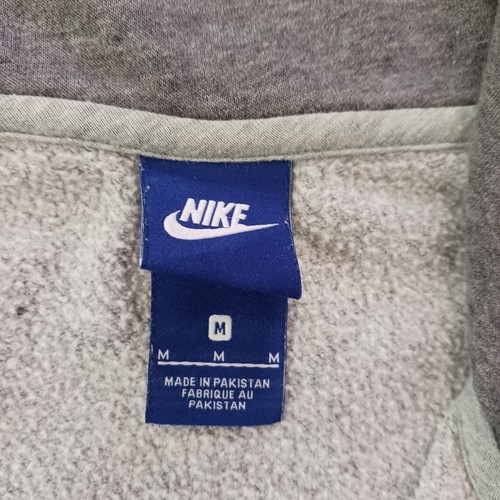 NIKE
M
M M M
MADE IN PAKISTAN
FABRIQUE AU
PAKISTAN